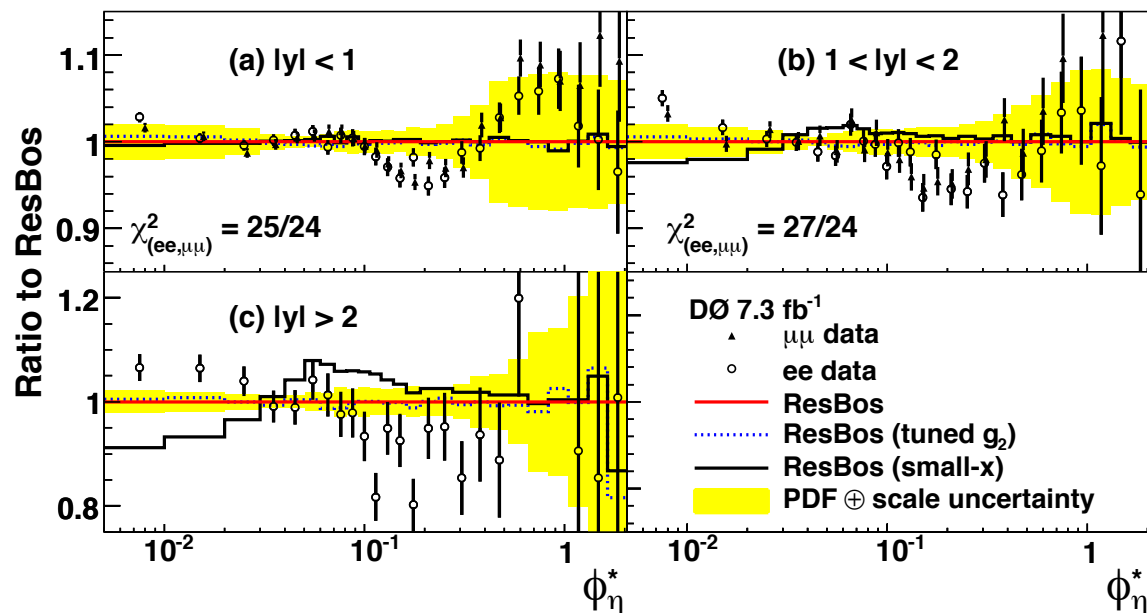 Ratio to ResBos
1.1
1
0.9
(a) |y| < 1
χ²(ee,μμ) = 25/24
(b) 1 < |y| < 2
χ²(ee,μμ) = 27/24
1.2
1
0.8
(c) |y| > 2
DØ 7.3 fb⁻¹
μμ data
ee data
ResBos
ResBos (tuned g₂)
ResBos (small-x)
PDF ⊕ scale uncertainty
10⁻² 10⁻¹ 1
ϕ*η
10⁻² 10⁻¹ 1
ϕ*η